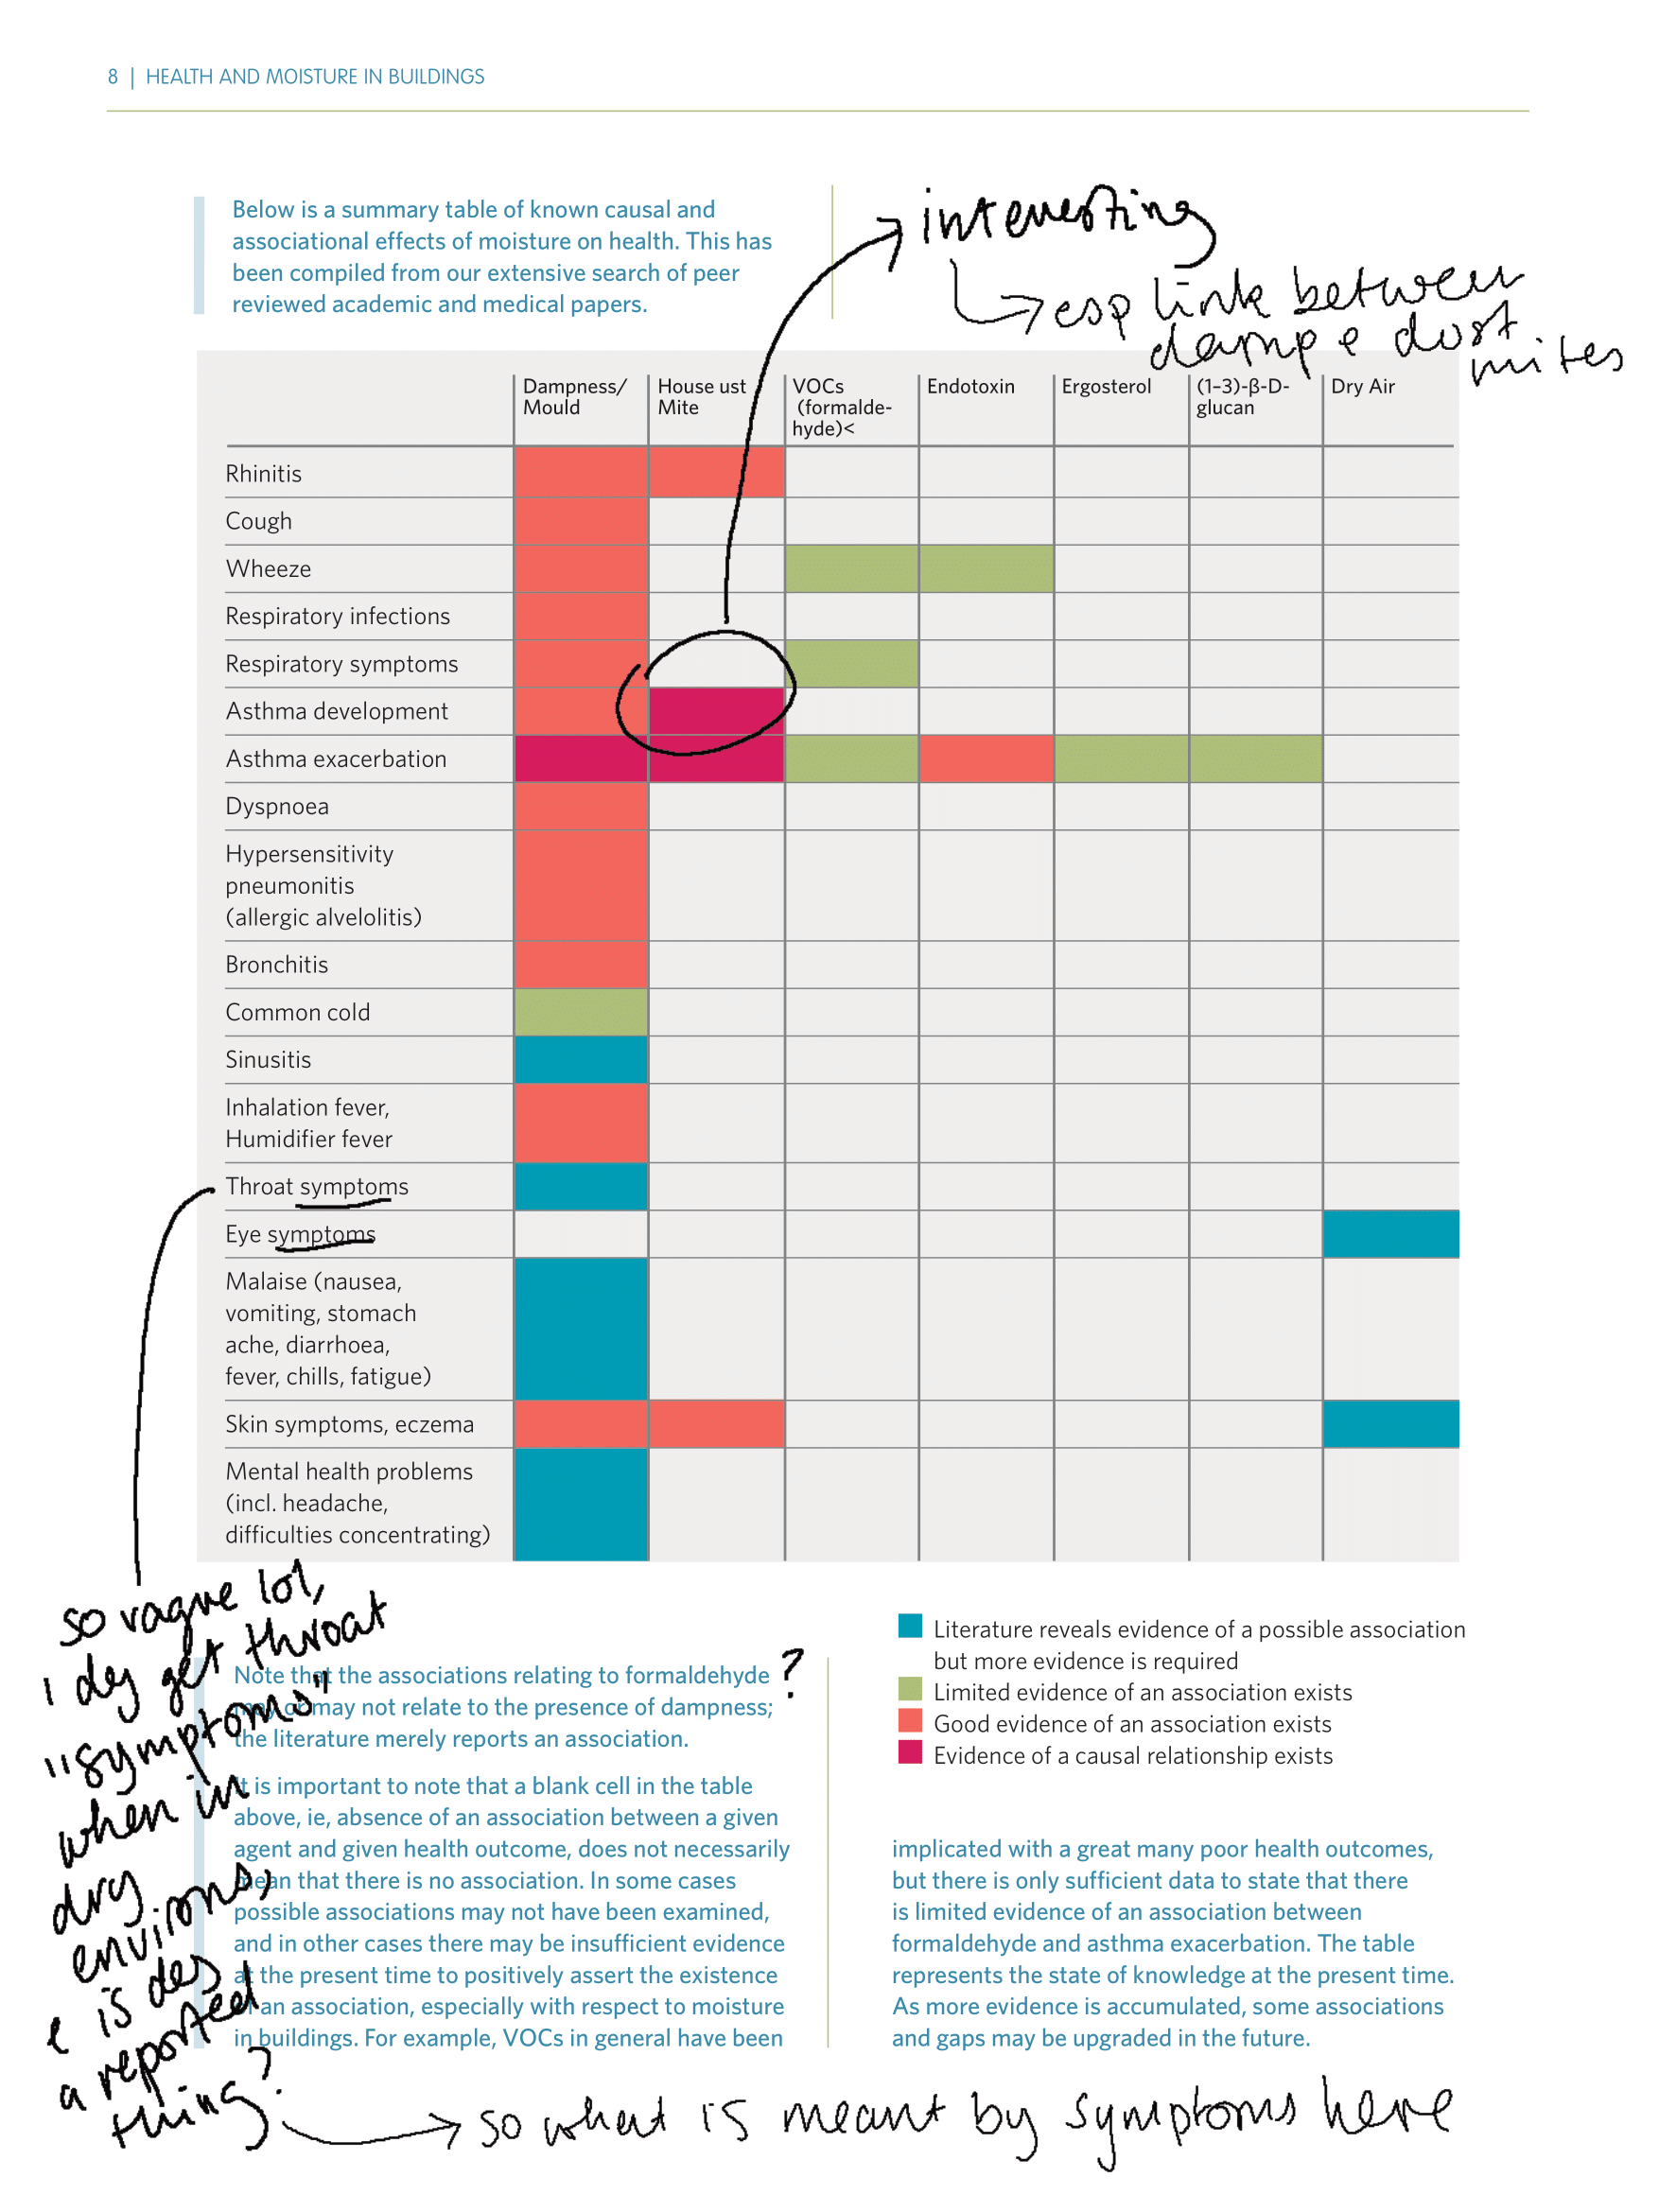 8 | HEALTH AND MOISTURE IN BUILDINGS
Below is a summary table of known causal and
associational effects of moisture on health. This has
been compiled from our extensive search of peer
reviewed academic and medical papers.
interesting
esp link between
damp e dust
mites
Dampness/
Mould
House ust
Mite
VOCs
(formalde-
hyde)<
Endotoxin
Ergosterol
(1–3)-β-D-
glucan
Dry Air
Rhinitis
Cough
Wheeze
Respiratory infections
Respiratory symptoms
Asthma development
Asthma exacerbation
Dyspnoea
Hypersensitivity
pneumonitis
(allergic alvelolitis)
Bronchitis
Common cold
Sinusitis
Inhalation fever,
Humidifier fever
Throat symptoms
Eye symptoms
Malaise (nausea,
vomiting, stomach
ache, diarrhoea,
fever, chills, fatigue)
Skin symptoms, eczema
Mental health problems
(incl. headache,
difficulties concentrating)
so vague lol,
i def get throat
"symptoms"
when in
dry
environs,
e is def
a reported
thing?
so what is meant by symptoms here
Note that the associations relating to formaldehyde ?
may or may not relate to the presence of dampness;
the literature merely reports an association.
It is important to note that a blank cell in the table
above, ie, absence of an association between a given
agent and given health outcome, does not necessarily
mean that there is no association. In some cases
possible associations may not have been examined,
and in other cases there may be insufficient evidence
at the present time to positively assert the existence
of an association, especially with respect to moisture
in buildings. For example, VOCs in general have been
Literature reveals evidence of a possible association
but more evidence is required
Limited evidence of an association exists
Good evidence of an association exists
Evidence of a causal relationship exists
implicated with a great many poor health outcomes,
but there is only sufficient data to state that there
is limited evidence of an association between
formaldehyde and asthma exacerbation. The table
represents the state of knowledge at the present time.
As more evidence is accumulated, some associations
and gaps may be upgraded in the future.